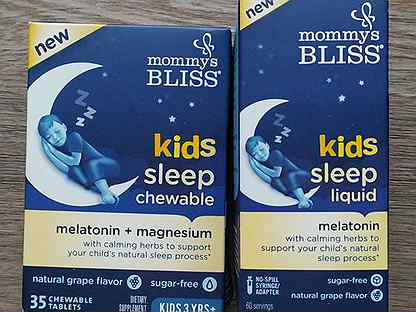 new
mommy's
BLISS®
kids
sleep
chewable
melatonin + magnesium
with calming herbs to support
your child's natural sleep process*
natural grape flavor
sugar-free
35 CHEWABLE
TABLETS
DIETARY
SUPPLEMENT
KIDS 3 YRS+
new
mommy's
BLISS®
kids
sleep
liquid
melatonin
with calming herbs to
support your child's natural
sleep process*
NO-SPILL
SYRINGE/
ADAPTER
sugar-free
natural grape flavor
60 servings